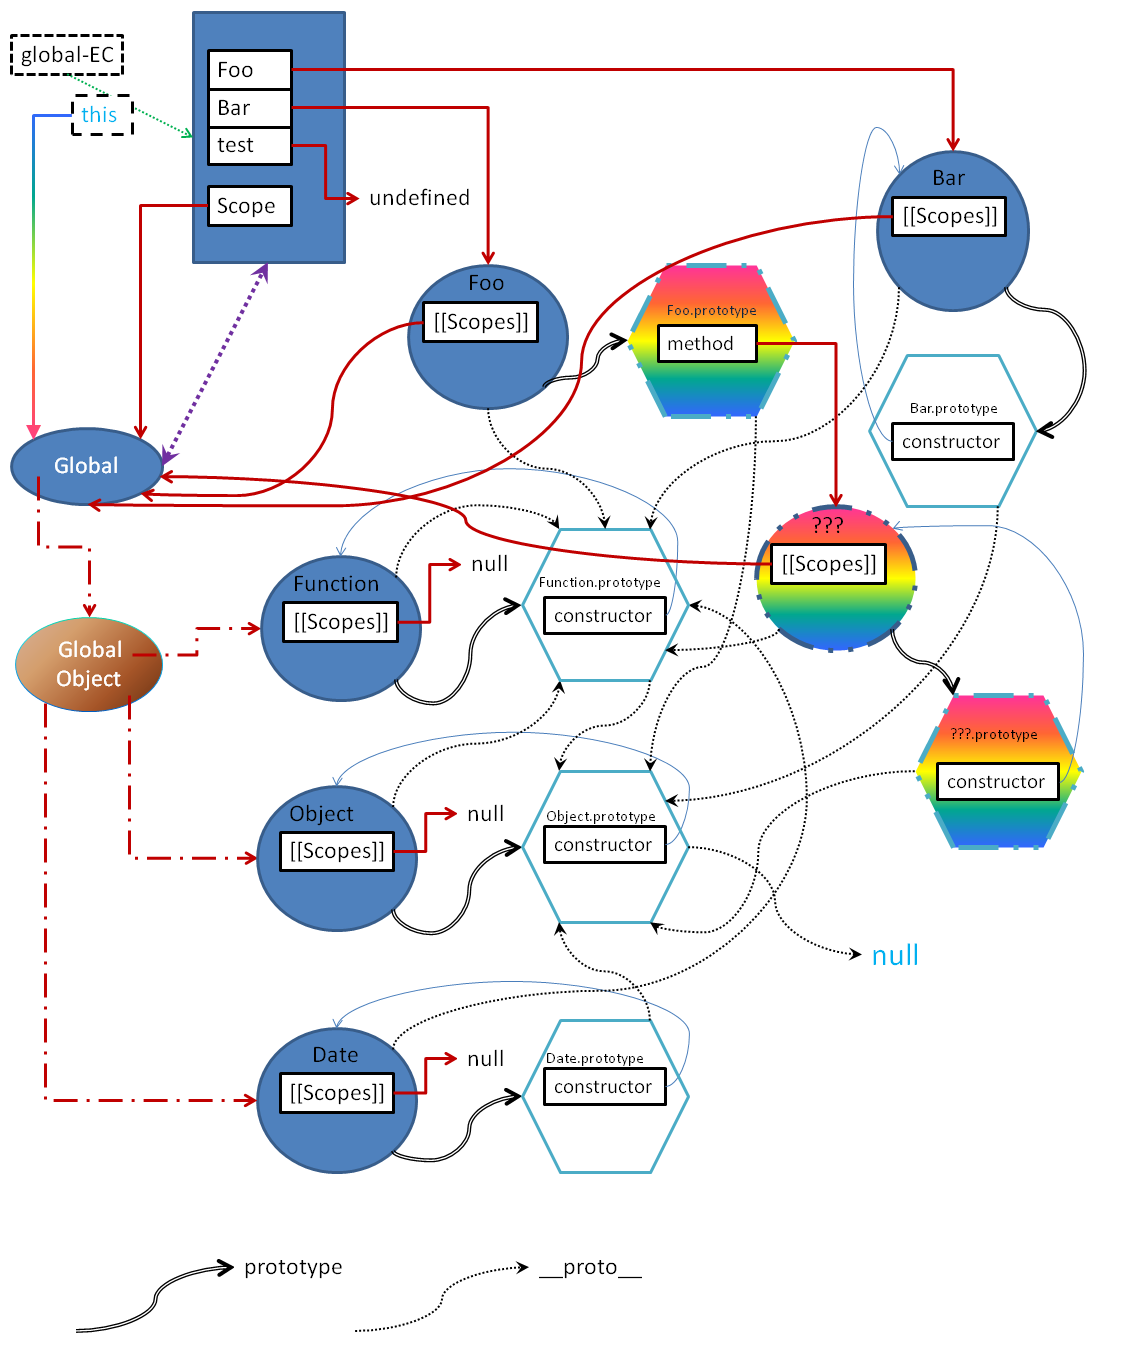 global-EC
this
Foo
Bar
test
Scope
undefined
Foo
[[Scopes]]
Foo.prototype
method
Bar
[[Scopes]]
Bar.prototype
constructor
Global
Global
Object
Function
[[Scopes]]
null
Function.prototype
constructor
???
[[Scopes]]
???.prototype
constructor
Object
[[Scopes]]
null
Object.prototype
constructor
null
Date
[[Scopes]]
null
Date.prototype
constructor
prototype
__proto__